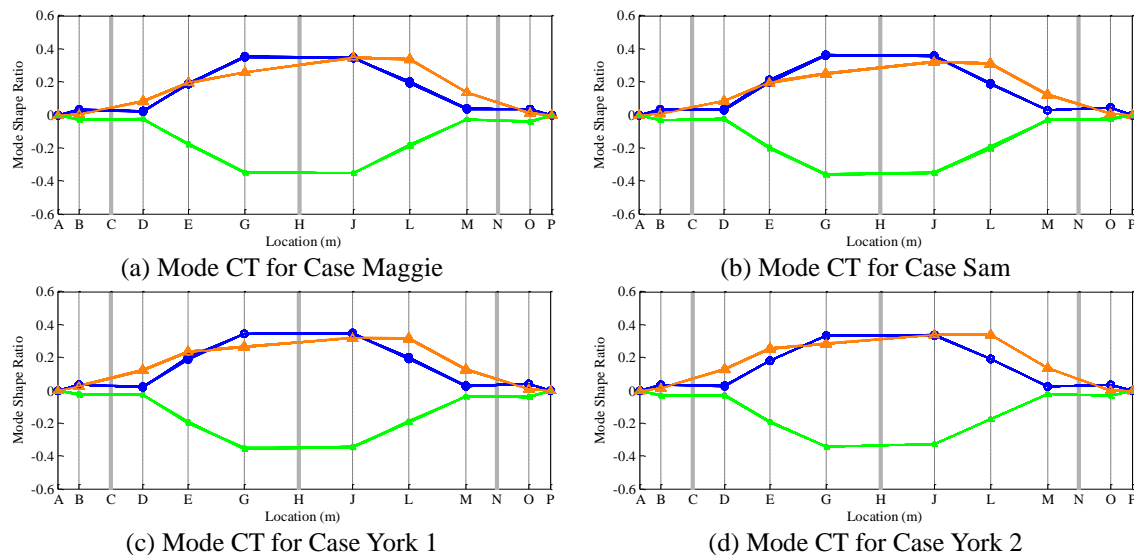 0.6
0.4
0.2
0
-0.2
-0.4
-0.6
Mode Shape Ratio
A B C D E G H J L M N O P
Location (m)
(a) Mode CT for Case Maggie
0.6
0.4
0.2
0
-0.2
-0.4
-0.6
Mode Shape Ratio
A B C D E G H J L M N O P
Location (m)
(b) Mode CT for Case Sam
0.6
0.4
0.2
0
-0.2
-0.4
-0.6
Mode Shape Ratio
A B C D E G H J L M N O P
Location (m)
(c) Mode CT for Case York 1
0.6
0.4
0.2
0
-0.2
-0.4
-0.6
Mode Shape Ratio
A B C D E G H J L M N O P
Location (m)
(d) Mode CT for Case York 2